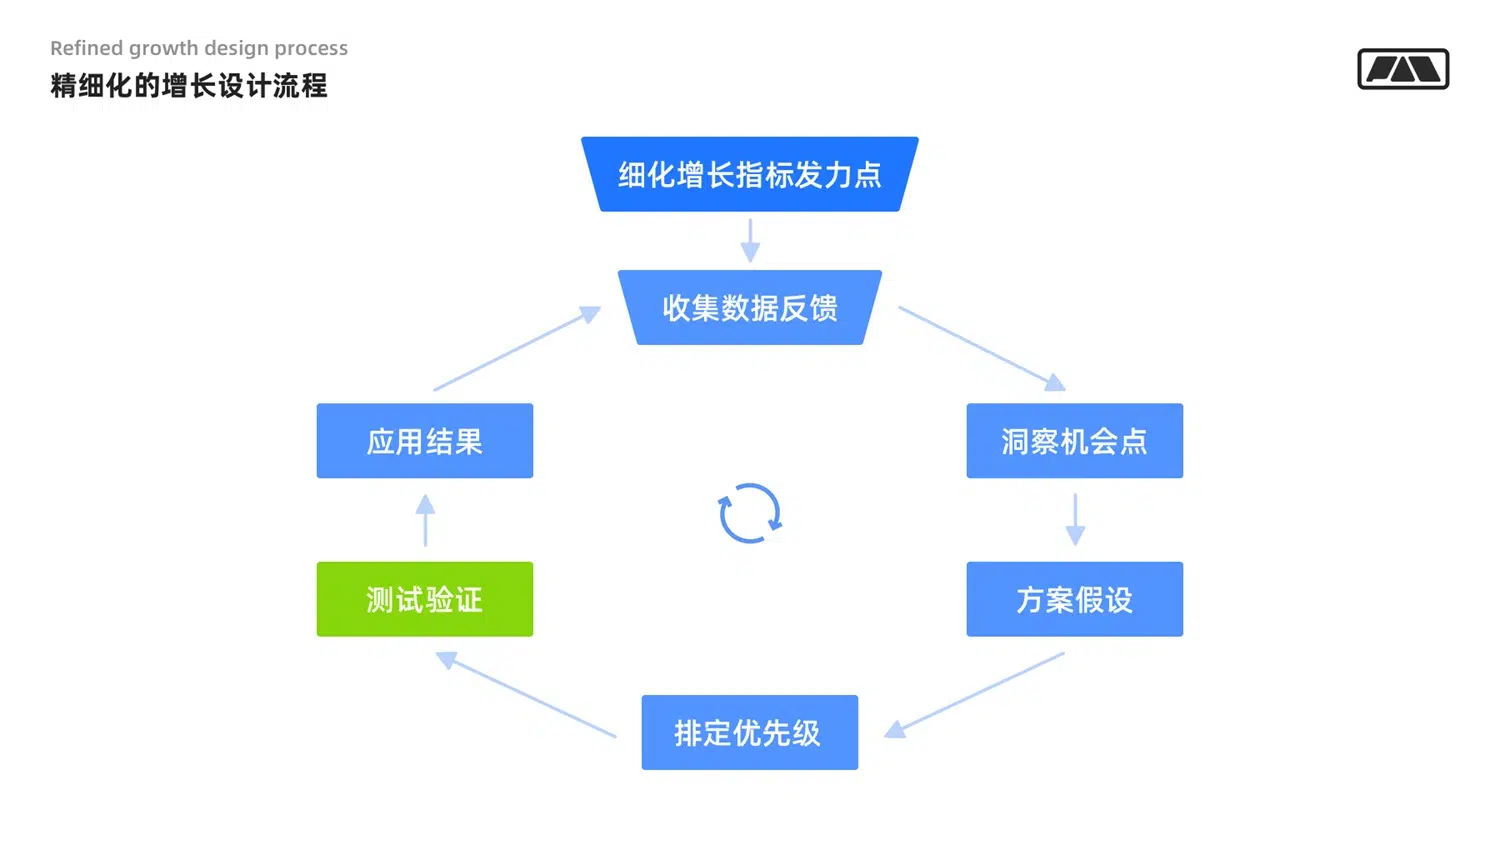 Refined growth design process
精细化的增长设计流程
细化增长指标发力点
收集数据反馈
应用结果
洞察机会点
测试验证
方案假设
排定优先级